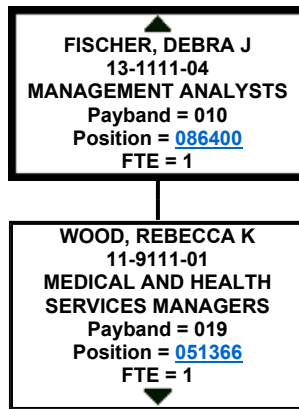 FISCHER, DEBRA J
13-1111-04
MANAGEMENT ANALYSTS
Payband = 010
Position = 086400
FTE = 1
WOOD, REBECCA K
11-9111-01
MEDICAL AND HEALTH
SERVICES MANAGERS
Payband = 019
Position = 051366
FTE = 1